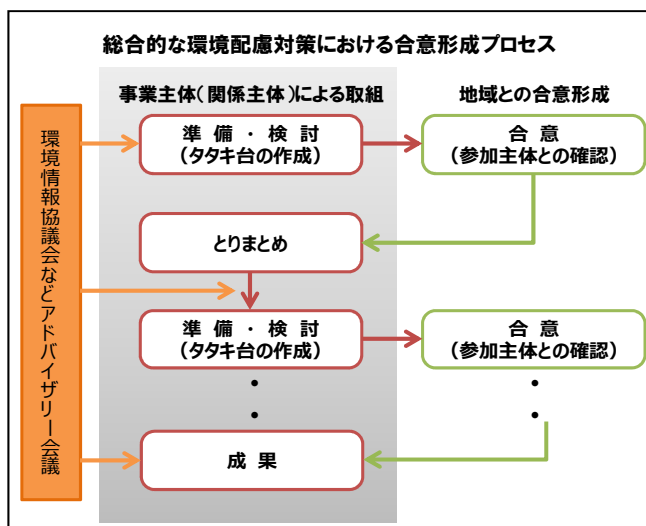 総合的な環境配慮対策における合意形成プロセス
事業主体(関係主体)による取組
地域との合意形成
環境情報協議会などアドバイザリー会議
準備・検討
(タタキ台の作成)
合意
(参加主体との確認)
とりまとめ
準備・検討
(タタキ台の作成)
合意
(参加主体との確認)
・
・
・
・
成果